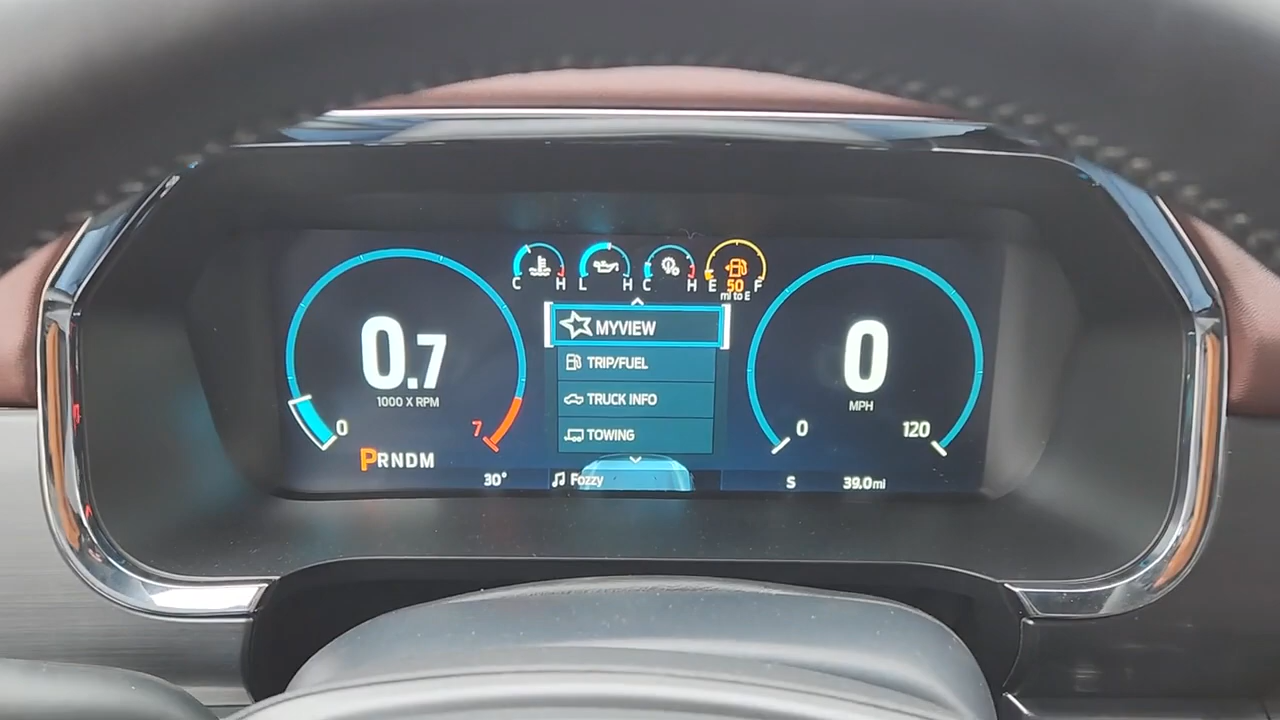 C H L H C H E 50 F
mi to E
MYVIEW
TRIP/FUEL
TRUCK INFO
TOWING
0.7
1000 X RPM
0 7
PRNDM
0
MPH
0 120
30°
Fozzy
S
39.0mi